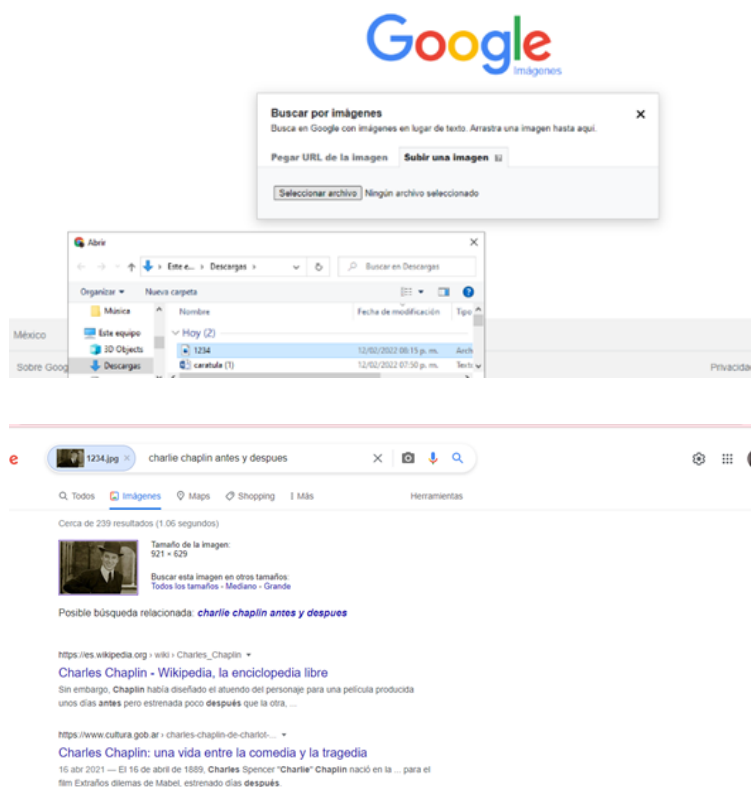 Google
Imágenes
Buscar por imágenes
Busca en Google con imágenes en lugar de texto. Arrastra una imagen hasta aquí.
Pegar URL de la imagen Subir una imagen
Seleccionar archivo Ningún archivo seleccionado
Abrir
Este e... Descargas Buscar en Descargas
Organizar Nueva carpeta
Música Nombre Fecha de modificación Tipo
Este equipo Hoy (2)
3D Objects 1234 12/02/2022 08:15 p. m. Arch
Descargas caratula (1) 12/02/2022 07:50 p. m. Texto
México
Sobre Goog
Privacidad
e 1234.jpg × charlie chaplin antes y despues
Todos Imágenes Maps Shopping Más Herramientas
Cerca de 239 resultados (1.06 segundos)
Tamaño de la imagen:
921 × 629
Buscar esta imagen en otros tamaños:
Todos los tamaños - Mediano - Grande
Posible búsqueda relacionada: charlie chaplin antes y despues
https://es.wikipedia.org › wiki › Charles_Chaplin
Charles Chaplin - Wikipedia, la enciclopedia libre
Sin embargo, Chaplin había diseñado el atuendo del personaje para una película producida
unos días antes pero estrenada poco después que la otra, ...
https://www.cultura.gob.ar › charles-chaplin-de-charlot-...
Charles Chaplin: una vida entre la comedia y la tragedia
16 abr 2021 — El 16 de abril de 1889, Charles Spencer "Charlie" Chaplin nació en la ... para el
film Extraños dilemas de Mabel, estrenado días después.